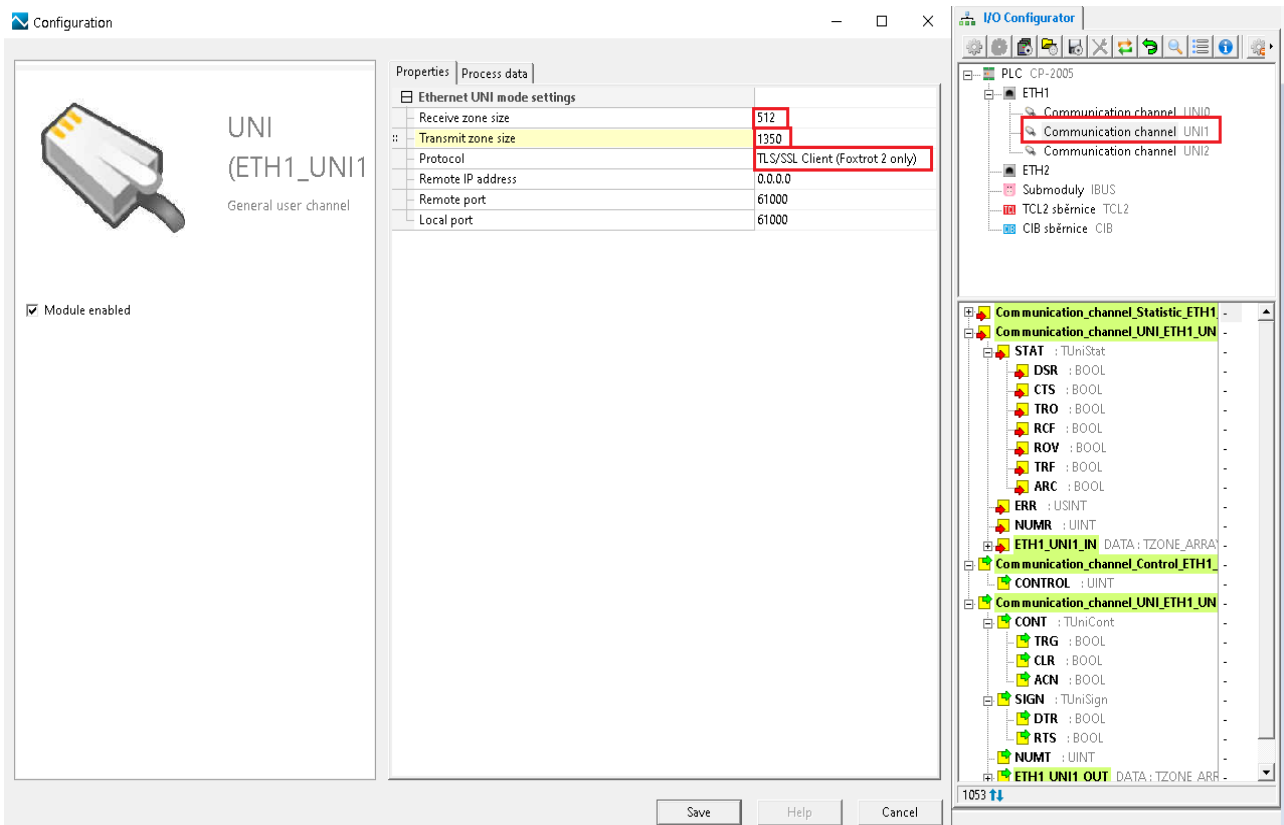 Configuration
UNI
(ETH1_UNI1
General user channel
Module enabled
Properties
Process data
Ethernet UNI mode settings
Receive zone size 512
Transmit zone size 1350
Protocol TLS/SSL Client (Foxtrot 2 only)
Remote IP address 0.0.0.0
Remote port 61000
Local port 61000
Save
Help
Cancel
I/O Configurator
PLC CP-2005
ETH1
Communication channel UNI0
Communication channel UNI1
Communication channel UNI2
ETH2
Submoduly IBUS
TCL2 sběrnice TCL2
CIB sběrnice CIB
Communication_channel_Statistic_ETH1_ -
Communication_channel_UNI_ETH1_UN -
STAT : TUniStat -
DSR : BOOL -
CTS : BOOL -
TRO : BOOL -
RCF : BOOL -
ROV : BOOL -
TRF : BOOL -
ARC : BOOL -
ERR : USINT -
NUMR : UINT -
ETH1_UNI1_IN DATA : TZONE_ARRAY -
Communication_channel_Control_ETH1_ -
CONTROL : UINT -
Communication_channel_UNI_ETH1_UN -
CONT : TUniCont -
TRG : BOOL -
CLR : BOOL -
ACN : BOOL -
SIGN : TUniSign -
DTR : BOOL -
RTS : BOOL -
NUMT : UINT -
ETH1_UNI1_OUT DATA : TZONE_ARR -
1053